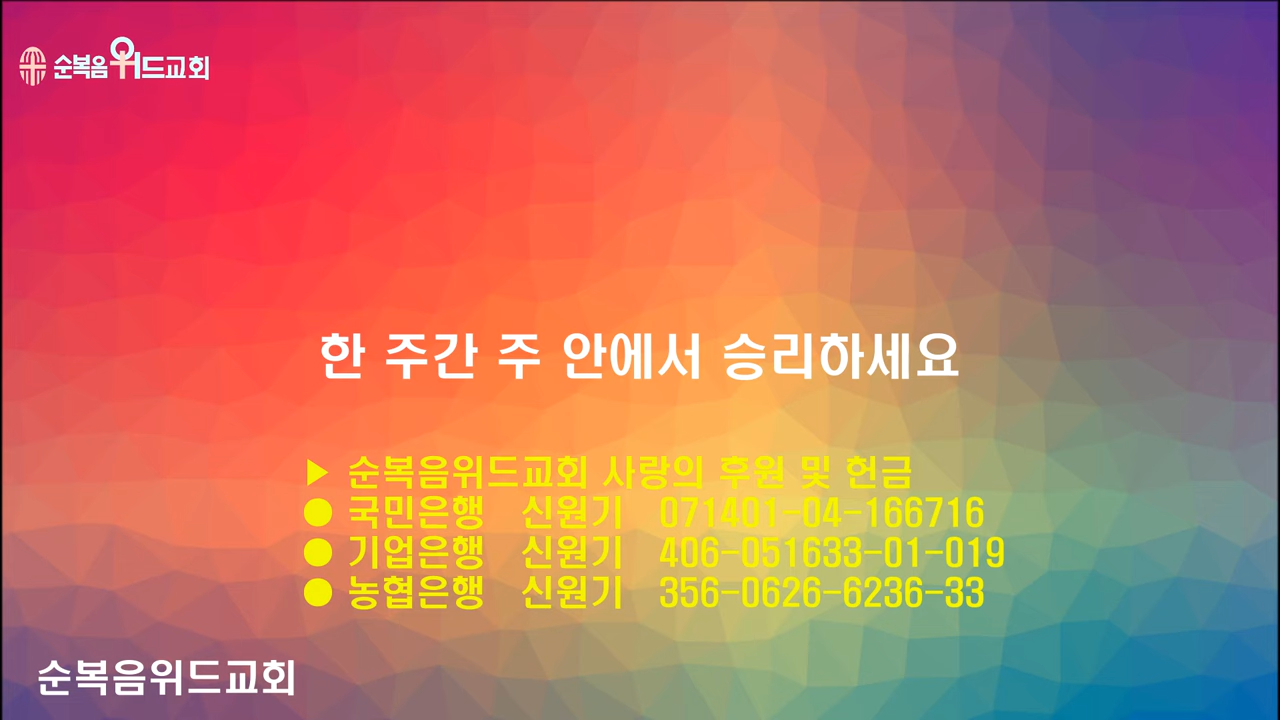 순복음위드교회
한 주간 주 안에서 승리하세요
▶ 순복음위드교회 사랑의 후원 및 헌금
● 국민은행 신원기 071401-04-166716
● 기업은행 신원기 406-051633-01-019
● 농협은행 신원기 356-0626-6236-33
순복음위드교회